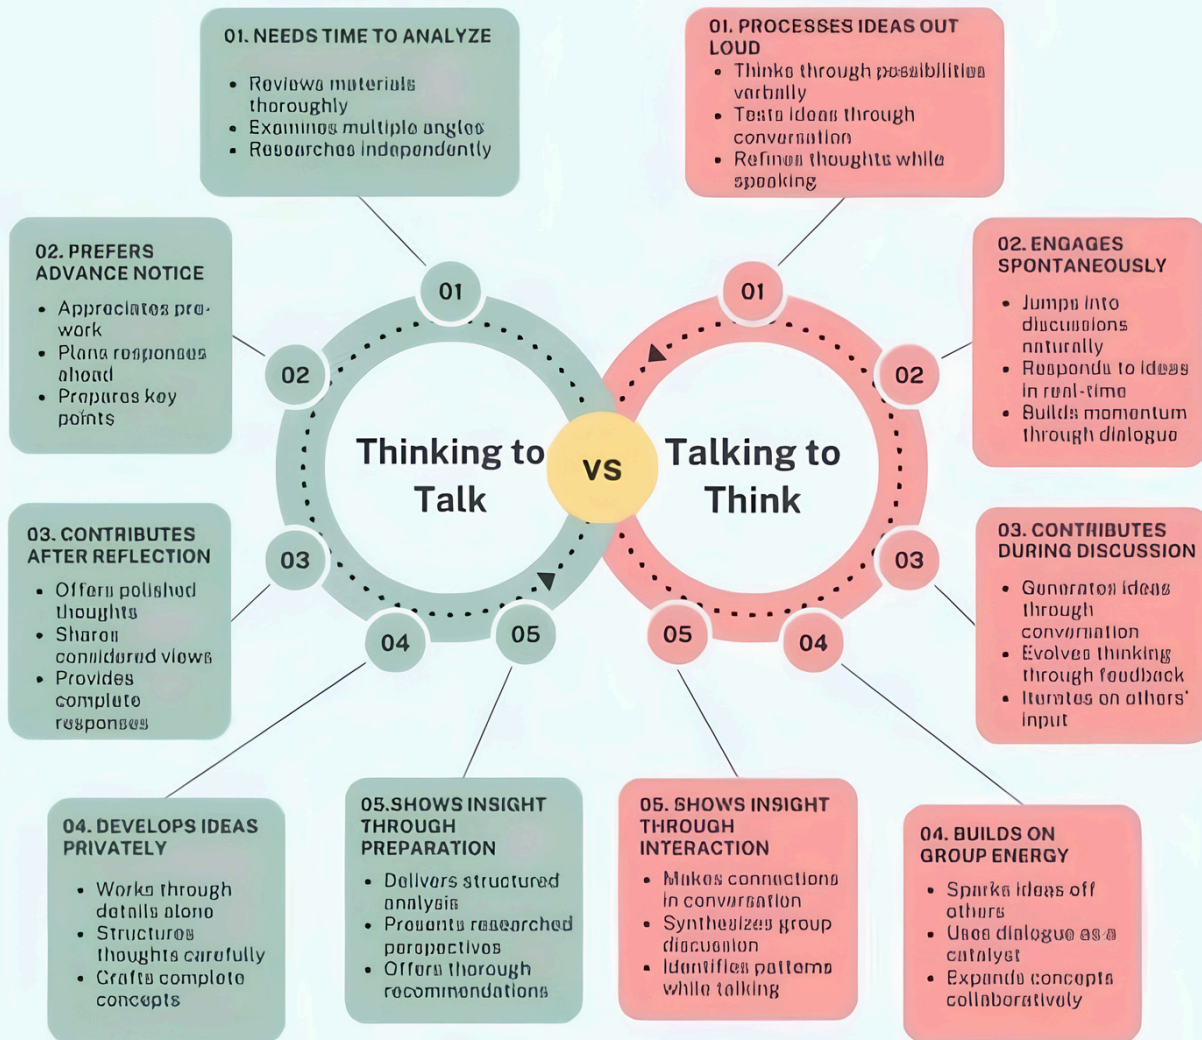 01. NEEDS TIME TO ANALYZE
• Reviews materials
thoroughly
• Examines multiple angles
• Researches independently
02. PREFERS
ADVANCE NOTICE
• Appreciates pre-
work
• Plans responses
ahead
• Prepares key
points
03. CONTRIBUTES
AFTER REFLECTION
• Offers polished
thoughts
• Shares
considered views
• Provides
complete
responses
04. DEVELOPS IDEAS
PRIVATELY
• Works through
details alone
• Structures
thoughts carefully
• Crafts complete
concepts
05.SHOWS INSIGHT
THROUGH
PREPARATION
• Delivers structured
analysis
• Presents researched
perspectives
• Offers thorough
recommendations
01
02
03
04
05
Thinking to
Talk
VS
Talking to
Think
01
02
03
04
05
01. PROCESSES IDEAS OUT
LOUD
• Thinks through possibilities
verbally
• Tests ideas through
conversation
• Refines thoughts while
speaking
02. ENGAGES
SPONTANEOUSLY
• Jumps into
discussions
naturally
• Responds to ideas
in real-time
• Builds momentum
through dialogue
03. CONTRIBUTES
DURING DISCUSSION
• Generates ideas
through
conversation
• Evolves thinking
through feedback
• Iterates on others'
input
04. BUILDS ON
GROUP ENERGY
• Sparks ideas off
others
• Uses dialogue as a
catalyst
• Expands concepts
collaboratively
05. SHOWS INSIGHT
THROUGH
INTERACTION
• Makes connections
in conversation
• Synthesizes group
discussion
• Identifies patterns
while talking